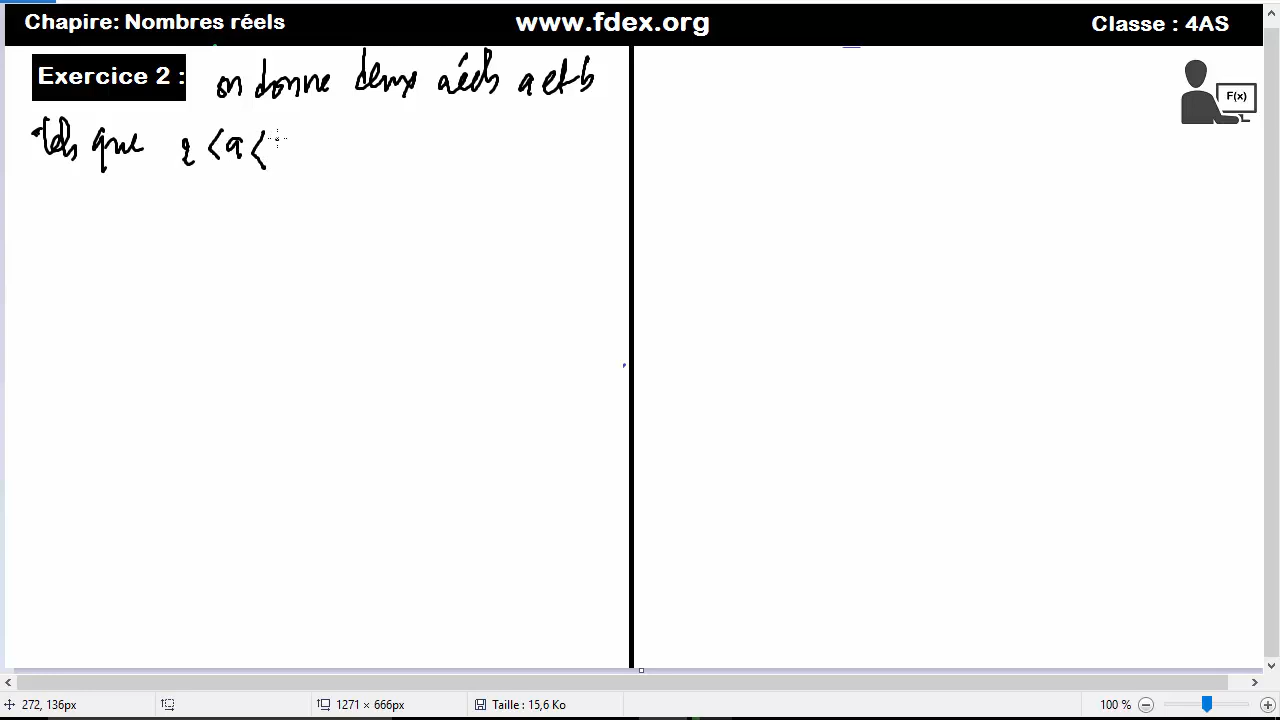 Chapire: Nombres réels
www.fdex.org
Classe : 4AS
Exercice 2 : on donne deux réels a et b
tels que 2 < a <
F(x)
272, 136px
1271 × 666px
Taille : 15,6 Ko
100 %